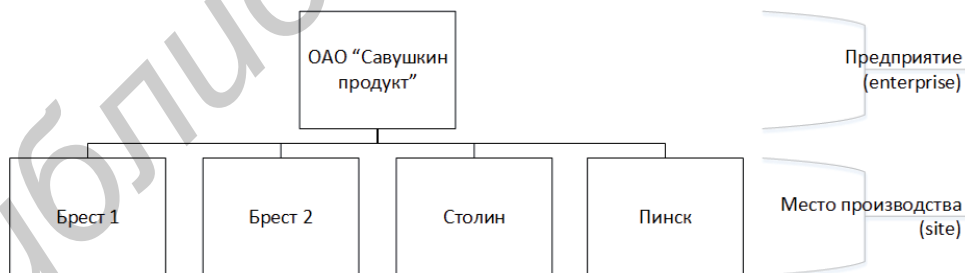 ОАО “Савушкин
продукт”
Предприятие
(enterprise)
Брест 1
Брест 2
Столин
Пинск
Место производства
(site)